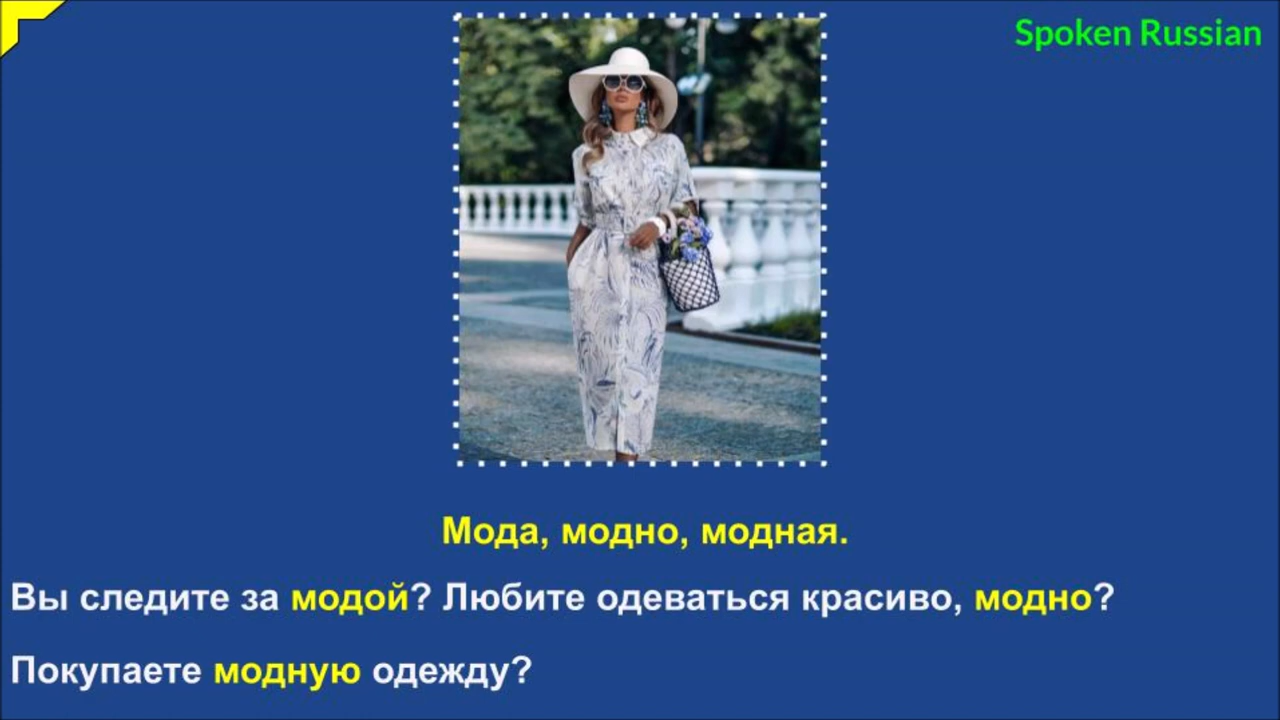 Spoken Russian
Мода, модно, модная.
Вы следите за модой? Любите одеваться красиво, модно?
Покупаете модную одежду?